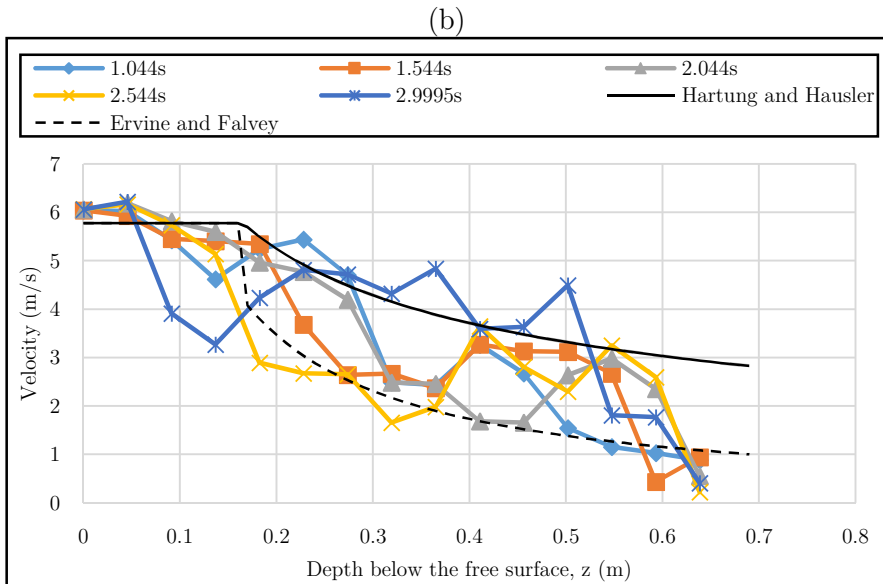 (b)
1.044s 1.544s 2.044s
2.544s 2.9995s Hartung and Hausler
Ervine and Falvey
7
6
5
4
3
2
1
0
Velocity (m/s)
0 0.1 0.2 0.3 0.4 0.5 0.6 0.7 0.8
Depth below the free surface, z (m)